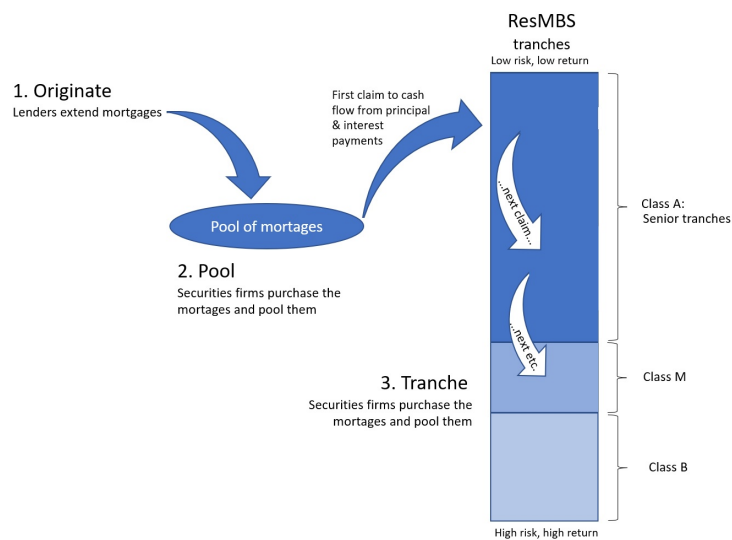 ResMBS
tranches
Low risk, low return
1. Originate
Lenders extend mortgages
First claim to cash
flow from principal
& interest
payments
Pool of mortages
2. Pool
Securities firms purchase the
mortages and pool them
...next claim...
...next etc.
Class A:
Senior tranches
3. Tranche
Securities firms purchase the
mortages and pool them
Class M
Class B
High risk, high return